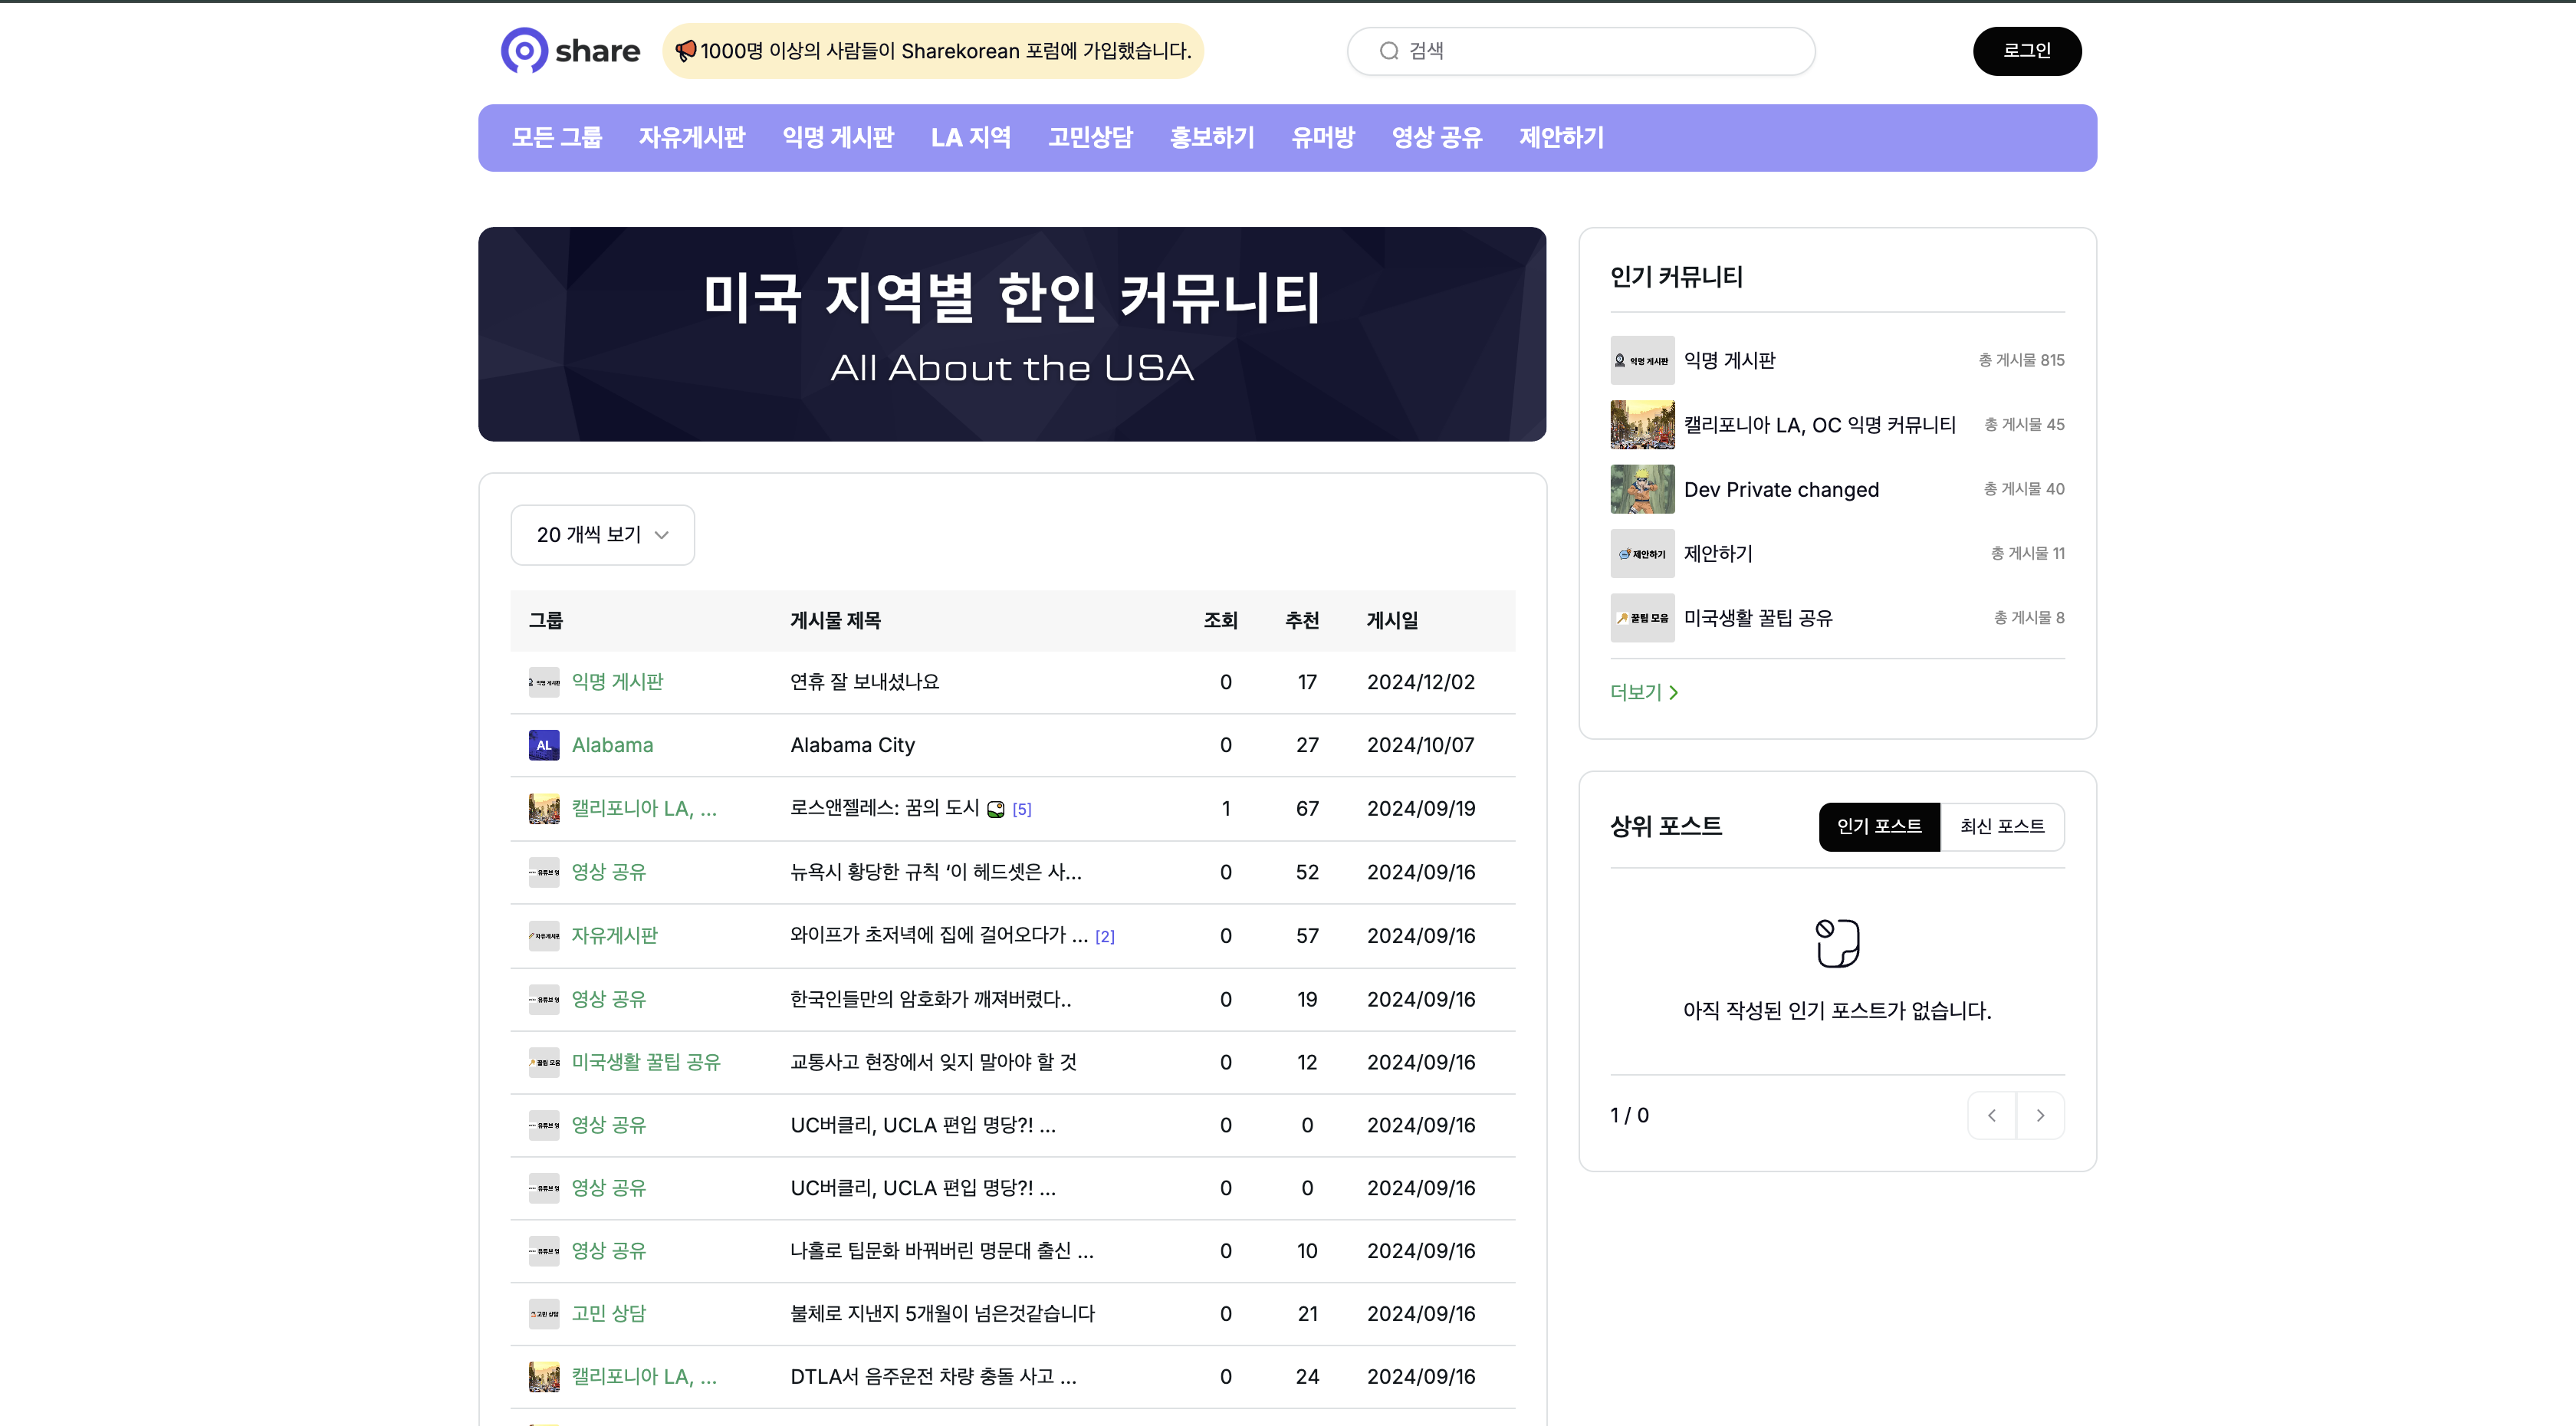 share
1000명 이상의 사람들이 Sharekorean 포럼에 가입했습니다.
검색
로그인
모든 그룹 자유게시판 익명 게시판 LA 지역 고민상담 홍보하기 유머방 영상 공유 제안하기
미국 지역별 한인 커뮤니티
All About the USA
20 개씩 보기
그룹 게시물 제목 조회 추천 게시일
익명 게시판 연휴 잘 보내셨나요 0 17 2024/12/02
AL Alabama Alabama City 0 27 2024/10/07
캘리포니아 LA, ... 로스앤젤레스: 꿈의 도시 [5] 1 67 2024/09/19
영상 공유 뉴욕시 황당한 규칙 ‘이 헤드셋은 사... 0 52 2024/09/16
자유게시판 와이프가 초저녁에 집에 걸어오다가 ... [2] 0 57 2024/09/16
영상 공유 한국인들만의 암호화가 깨져버렸다.. 0 19 2024/09/16
미국생활 꿀팁 공유 교통사고 현장에서 잊지 말아야 할 것 0 12 2024/09/16
영상 공유 UC버클리, UCLA 편입 명당?! ... 0 0 2024/09/16
영상 공유 UC버클리, UCLA 편입 명당?! ... 0 0 2024/09/16
영상 공유 나홀로 팁문화 바꿔버린 명문대 출신 ... 0 10 2024/09/16
고민 상담 불체로 지낸지 5개월이 넘은것같습니다 0 21 2024/09/16
캘리포니아 LA, ... DTLA서 음주운전 차량 충돌 사고 ... 0 24 2024/09/16
인기 커뮤니티
익명 게시판 익명 게시판 총 게시물 815
캘리포니아 LA, OC 익명 커뮤니티 총 게시물 45
Dev Private changed 총 게시물 40
제안하기 제안하기 총 게시물 11
꿀팁 모음 미국생활 꿀팁 공유 총 게시물 8
더보기
상위 포스트 인기 포스트 최신 포스트
아직 작성된 인기 포스트가 없습니다.
1 / 0